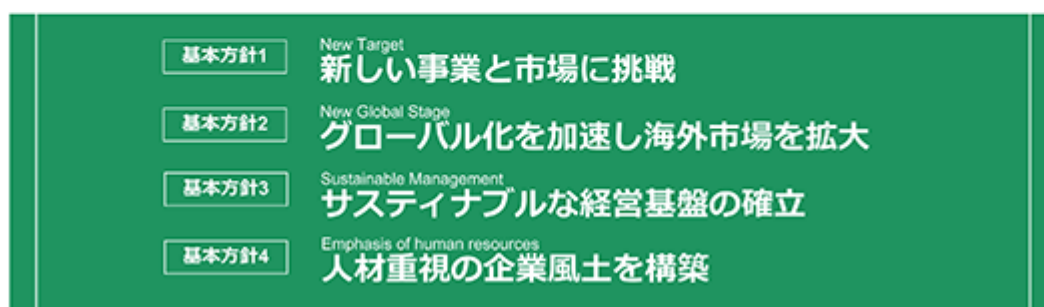 基本方針1
New Target
新しい事業と市場に挑戦
基本方針2
New Global Stage
グローバル化を加速し海外市場を拡大
基本方針3
Sustainable Management
サスティナブルな経営基盤の確立
基本方針4
Emphasis of human resources
人材重視の企業風土を構築